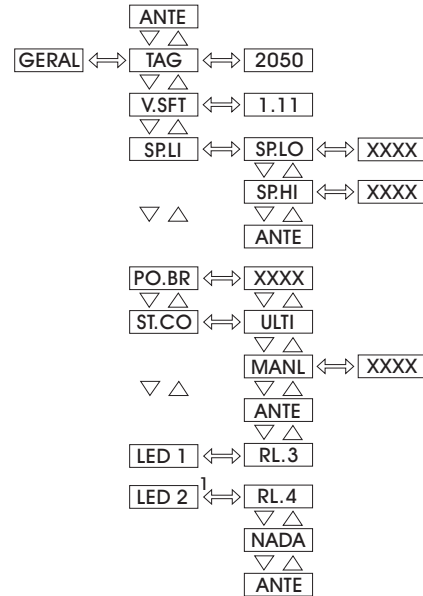 ANTE
GERAL TAG 2050
V.SFT 1.11
SP.LI SP.LO XXXX
SP.HI XXXX
ANTE
PO.BR XXXX
ST.CO ULTI
MANL XXXX
ANTE
LED 1 RL.3
LED 2 1 RL.4
NADA
ANTE